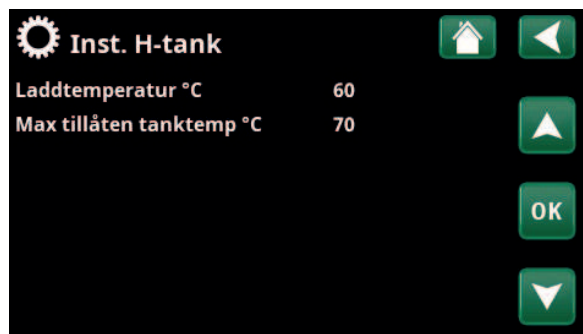 Inst. H-tank
Laddtemperatur °C 60
Max tillåten tanktemp °C 70
OK